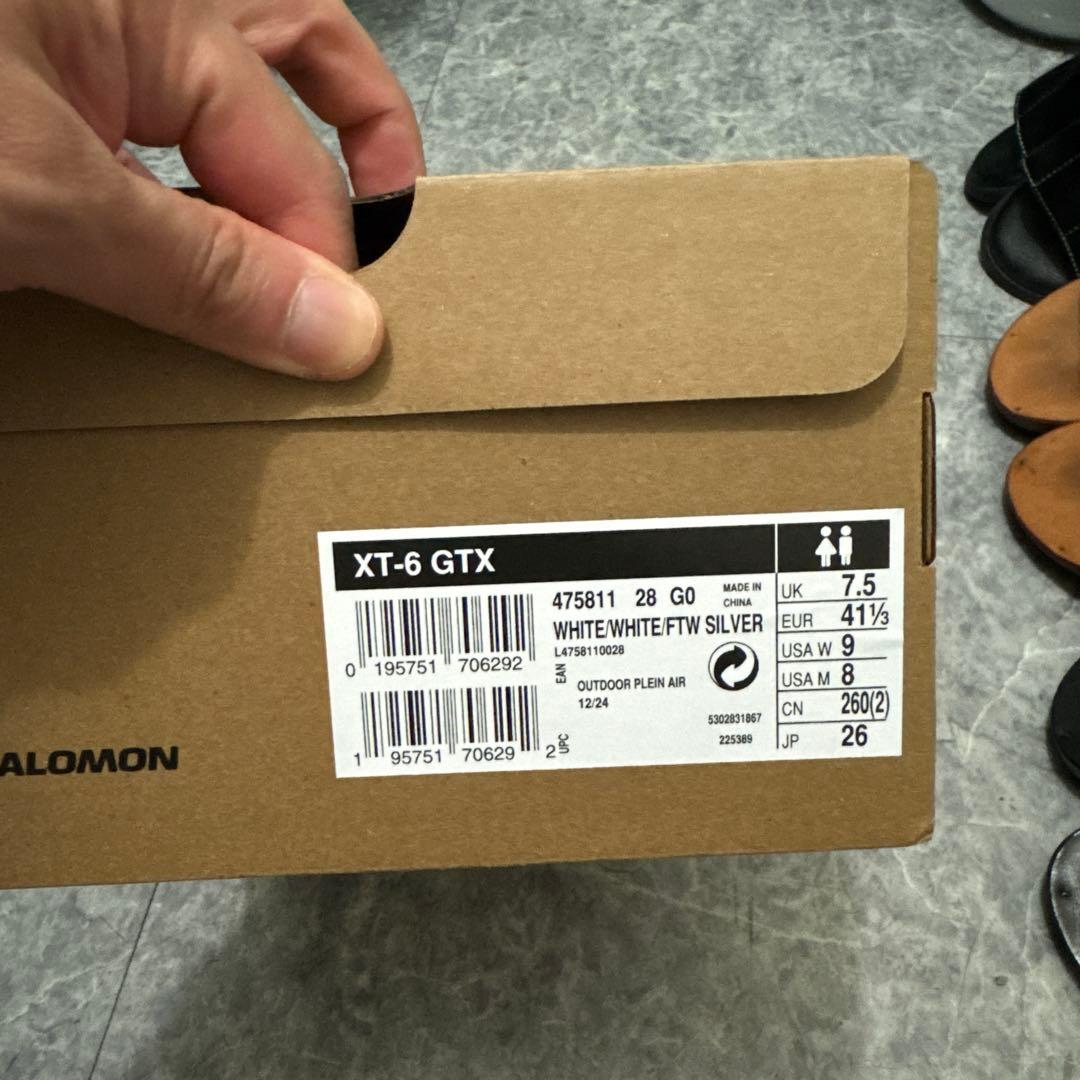 XT-6 GTX
475811 28 G0
MADE IN
CHINA
WHITE/WHITE/FTW SILVER
L4758110028
0 195751 706292
EAN
OUTDOOR PLEIN AIR
12/24
5302831867
225389
1 95751 70629 2
UPC
UK 7.5
EUR 41⅓
USA W 9
USA M 8
CN 260(2)
JP 26
ALOMON